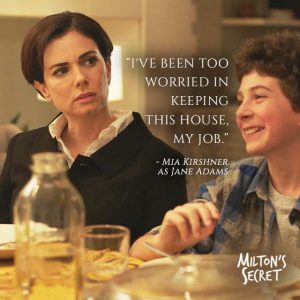 "I'VE BEEN TOO
WORRIED IN
KEEPING
THIS HOUSE,
MY JOB."
- MIA KIRSHNER
AS JANE ADAMS
MILTON'S
SECRET